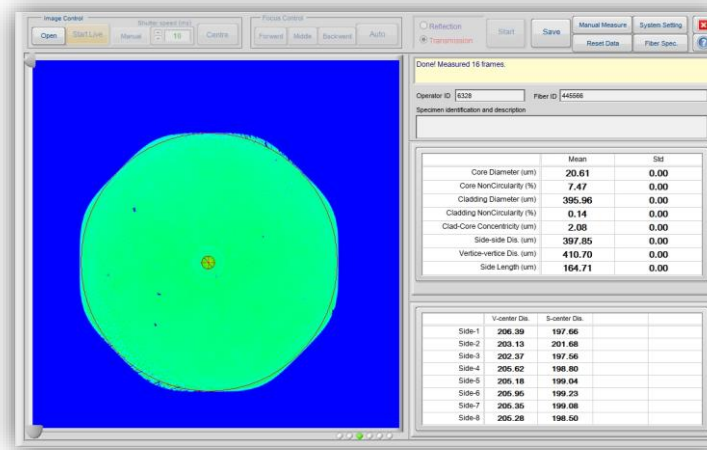 Image Control
Open
Start Live
Shutter speed (ms)
Manual
10
Centre
Focus Control
Forward
Middle
Backward
Auto
Reflection
Transmission
Start
Save
Manual Measure
System Setting
Reset Data
Fiber Spec.
Done! Measured 16 frames.
Operator ID 6328 Fiber ID 445566
Specimen identification and description
Mean Std
Core Diameter (um) 20.61 0.00
Core NonCircularity (%) 7.47 0.00
Cladding Diameter (um) 395.96 0.00
Cladding NonCircularity (%) 0.14 0.00
Clad-Core Concentricity (um) 2.08 0.00
Side-side Dis. (um) 397.85 0.00
Vertice-vertice Dis. (um) 410.70 0.00
Side Length (um) 164.71 0.00
V-center Dis. S-center Dis.
Side-1 206.39 197.66
Side-2 203.13 201.68
Side-3 202.37 197.56
Side-4 205.62 198.80
Side-5 205.18 199.04
Side-6 205.95 199.23
Side-7 205.35 199.08
Side-8 205.28 198.50